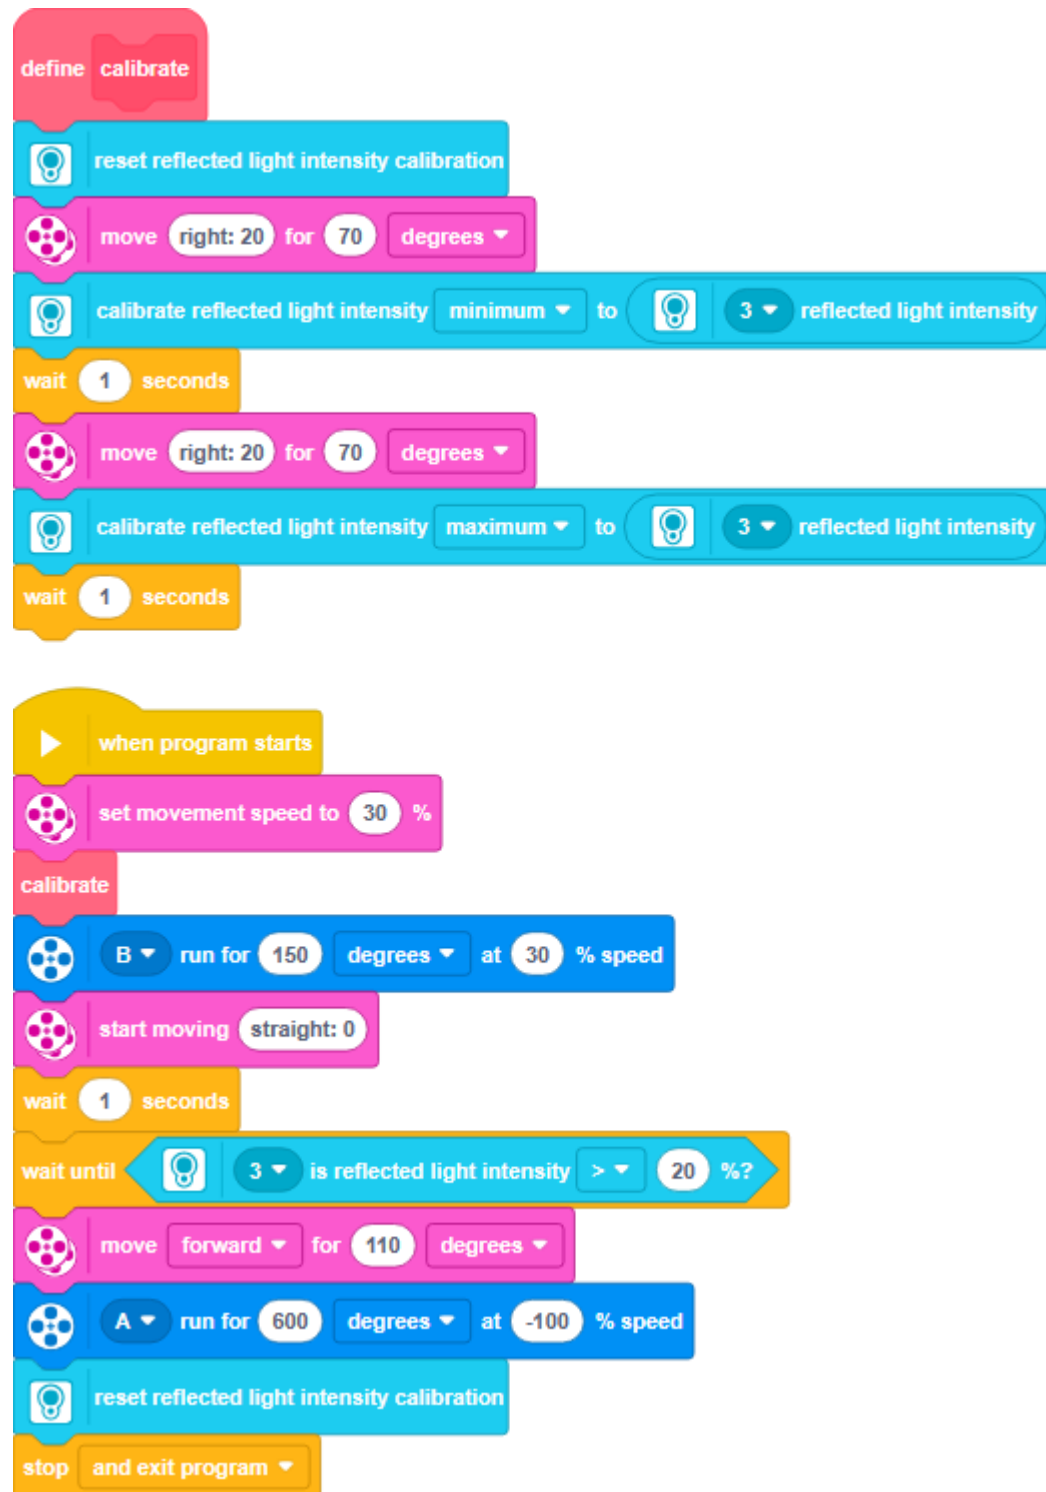 define calibrate
reset reflected light intensity calibration
move right: 20 for 70 degrees
calibrate reflected light intensity minimum to 3 reflected light intensity
wait 1 seconds
move right: 20 for 70 degrees
calibrate reflected light intensity maximum to 3 reflected light intensity
wait 1 seconds
when program starts
set movement speed to 30 %
calibrate
B run for 150 degrees at 30 % speed
start moving straight: 0
wait 1 seconds
wait until 3 is reflected light intensity > 20 %?
move forward for 110 degrees
A run for 600 degrees at -100 % speed
reset reflected light intensity calibration
stop and exit program